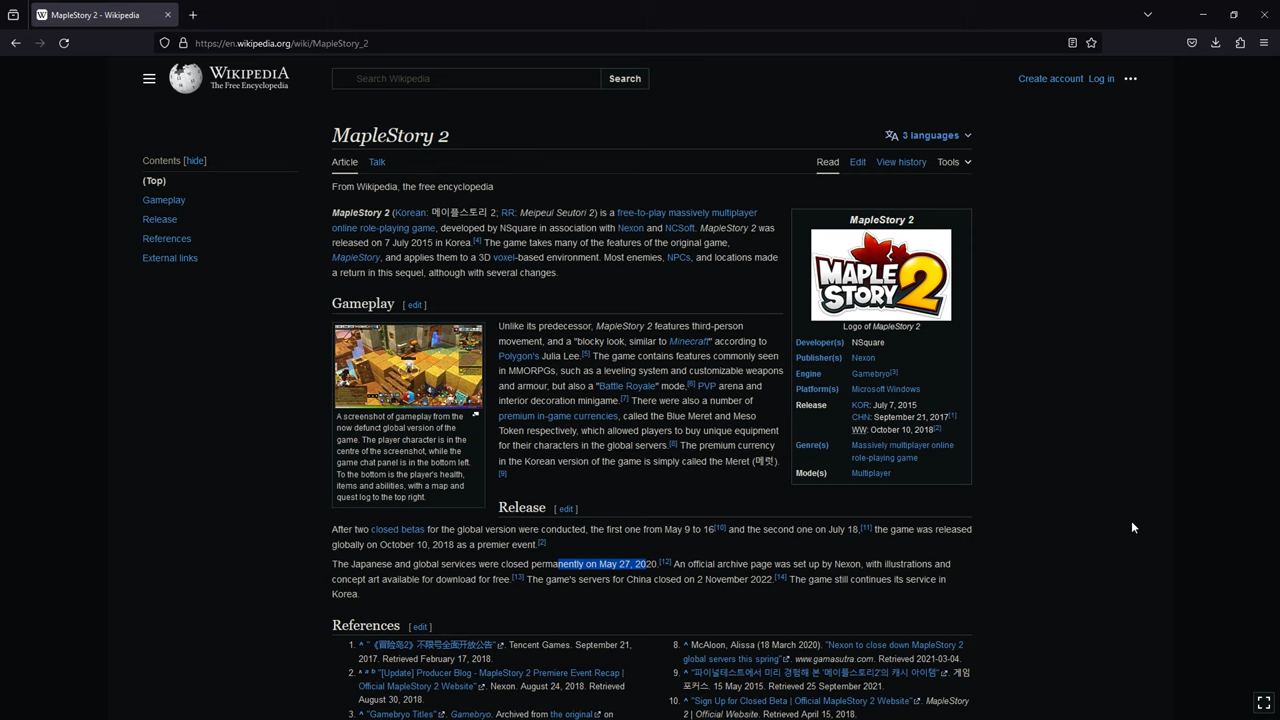 MapleStory 2 - Wikipedia
https://en.wikipedia.org/wiki/MapleStory_2
WIKIPEDIA
The Free Encyclopedia
Search Wikipedia
Search
Create account Log in
MapleStory 2
3 languages
Article Talk
Read Edit View history Tools
From Wikipedia, the free encyclopedia
Contents [hide]
(Top)
Gameplay
Release
References
External links
MapleStory 2 (Korean: 메이플스토리 2; RR: Meipeul Seutori 2) is a free-to-play massively multiplayer
online role-playing game, developed by NSquare in association with Nexon and NCSoft. MapleStory 2 was
released on 7 July 2015 in Korea.[4] The game takes many of the features of the original game,
MapleStory, and applies them to a 3D voxel-based environment. Most enemies, NPCs, and locations made
a return in this sequel, although with several changes.
MapleStory 2
MAPLE
STORY 2
Logo of MapleStory 2
Developer(s) NSquare
Publisher(s) Nexon
Engine Gamebryo[3]
Platform(s) Microsoft Windows
Release KOR: July 7, 2015
CHN: September 21, 2017[1]
WW: October 10, 2018[2]
Genre(s) Massively multiplayer online
role-playing game
Mode(s) Multiplayer
Gameplay [ edit ]
A screenshot of gameplay from the
now defunct global version of the
game. The player character is in the
centre of the screenshot, while the
game chat panel is in the bottom left.
To the bottom is the player's health,
items and abilities, with a map and
quest log to the top right.
Unlike its predecessor, MapleStory 2 features third-person
movement, and a "blocky look, similar to Minecraft" according to
Polygon's Julia Lee.[5] The game contains features commonly seen
in MMORPGs, such as a leveling system and customizable weapons
and armour, but also a "Battle Royale" mode,[6] PVP arena and
interior decoration minigame.[7] There were also a number of
premium in-game currencies, called the Blue Meret and Meso
Token respectively, which allowed players to buy unique equipment
for their characters in the global servers.[8] The premium currency
in the Korean version of the game is simply called the Meret (메럿).
[9]
Release [ edit ]
After two closed betas for the global version were conducted, the first one from May 9 to 16[10] and the second one on July 18,[11] the game was released
globally on October 10, 2018 as a premier event.[2]
The Japanese and global services were closed permanently on May 27, 2020.[12] An official archive page was set up by Nexon, with illustrations and
concept art available for download for free.[13] The game's servers for China closed on 2 November 2022.[14] The game still continues its service in
Korea.
References [ edit ]
1. ^ "《冒险岛2》不限号全面开放公告". Tencent Games. September 21,
2017. Retrieved February 17, 2018.
2. ^ a b "[Update] Producer Blog - MapleStory 2 Premiere Event Recap |
Official MapleStory 2 Website". Nexon. August 24, 2018. Retrieved
August 30, 2018.
3. ^ "Gamebryo Titles". Gamebryo. Archived from the original on
8. ^ McAloon, Alissa (18 March 2020). "Nexon to close down MapleStory 2
global servers this spring". www.gamasutra.com. Retrieved 2021-03-04.
9. ^ "파이널테스트에서 미리 경험해 본 '메이플스토리2'의 캐시 아이템". 게임
포커스. 15 May 2015. Retrieved 25 September 2021.
10. ^ "Sign Up for Closed Beta | Official MapleStory 2 Website". MapleStory
2 | Official Website. Retrieved April 15, 2018.